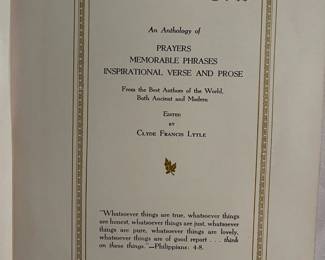 An Anthology of
PRAYERS
MEMORABLE PHRASES
INSPIRATIONAL VERSE AND PROSE
From the Best Authors of the World,
Both Ancient and Modern
EDITED
BY
CLYDE FRANCIS LYTLE
"Whatsoever things are true, whatsoever things
are honest, whatsoever things are just, whatsoever
things are pure, whatsoever things are lovely,
whatsoever things are of good report . . . think
on these things."—Philippians: 4-8.